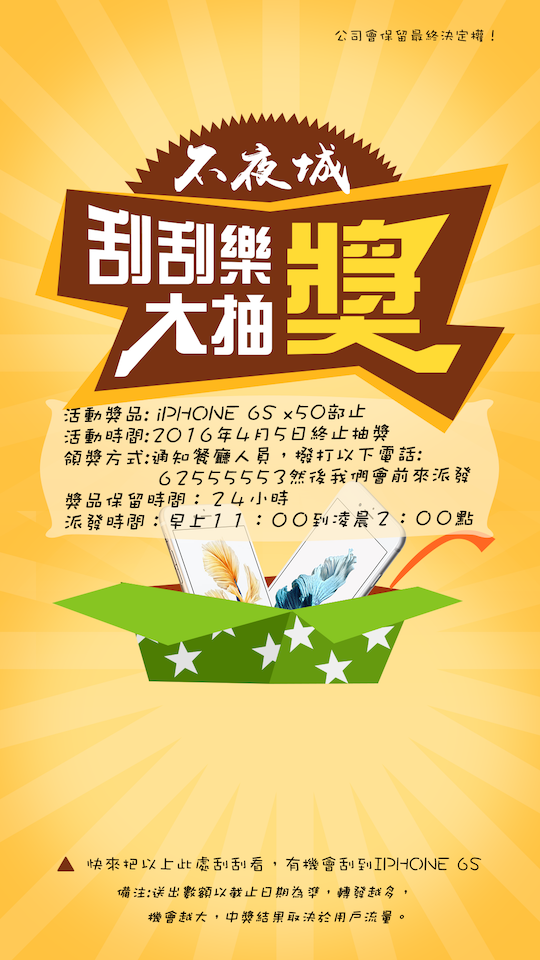 公司會保留最終決定權！
不夜城
刮刮樂
大抽獎
活動獎品: iPHONE 6S x50部止
活動時間:2016年4月5日終止抽獎
領獎方式:通知餐廳人員，撥打以下電話:
62555553然後我們會前來派發
獎品保留時間：24小時
派發時間：早上11：00到凌晨2：00點
▲ 快來把以上此處刮刮看，有機會刮到IPHONE 6S
備注:送出數額以截止日期為準，轉發越多，
機會越大，中獎結果取決於用戶流量。